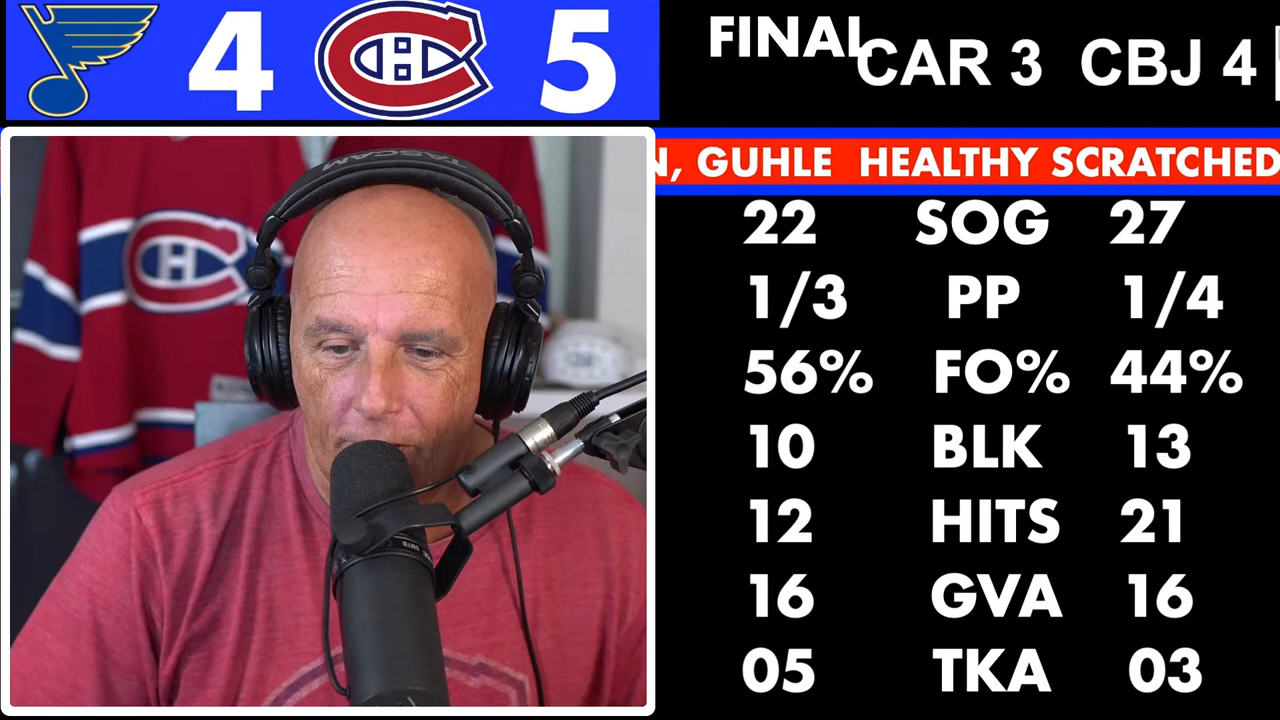 4 5 FINAL CAR 3 CBJ 4
N, GUHLE HEALTHY SCRATCHED
22 SOG 27
1/3 PP 1/4
56% FO% 44%
10 BLK 13
12 HITS 21
16 GVA 16
05 TKA 03
TASCAM